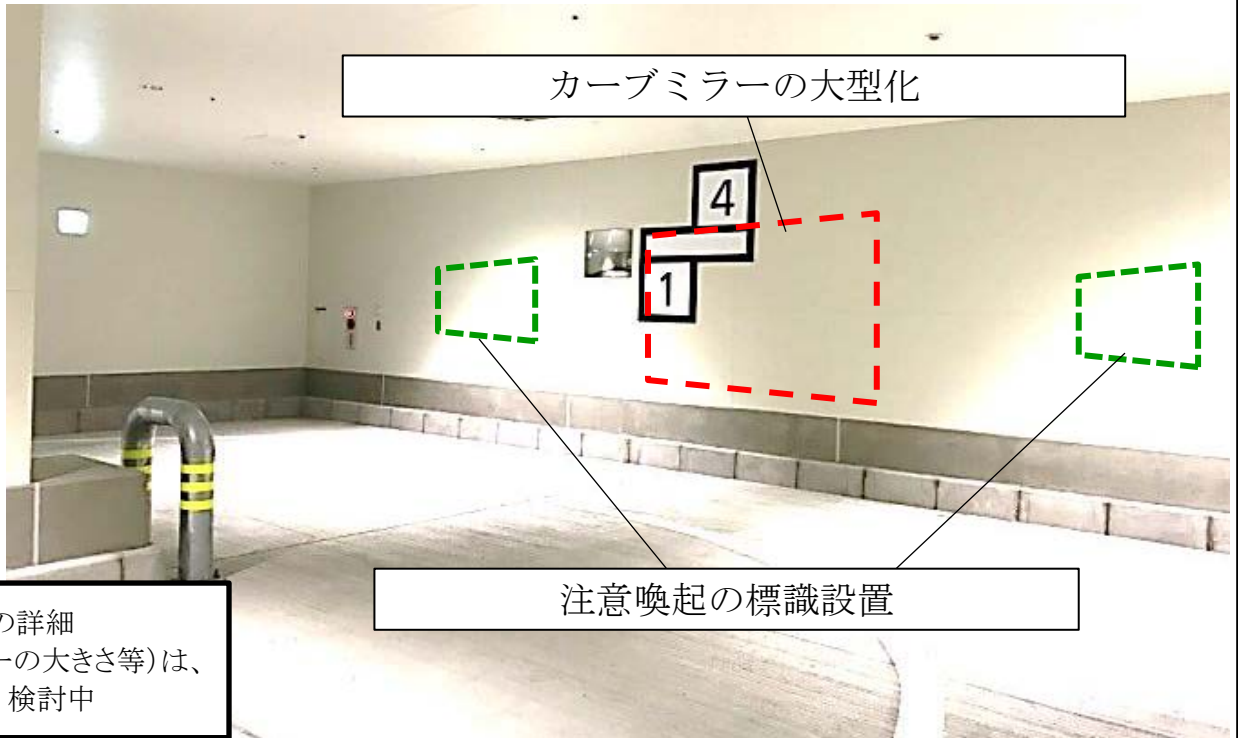 カーブミラーの大型化
4
1
注意喚起の標識設置
の詳細
ーの大きさ等)は、
検討中